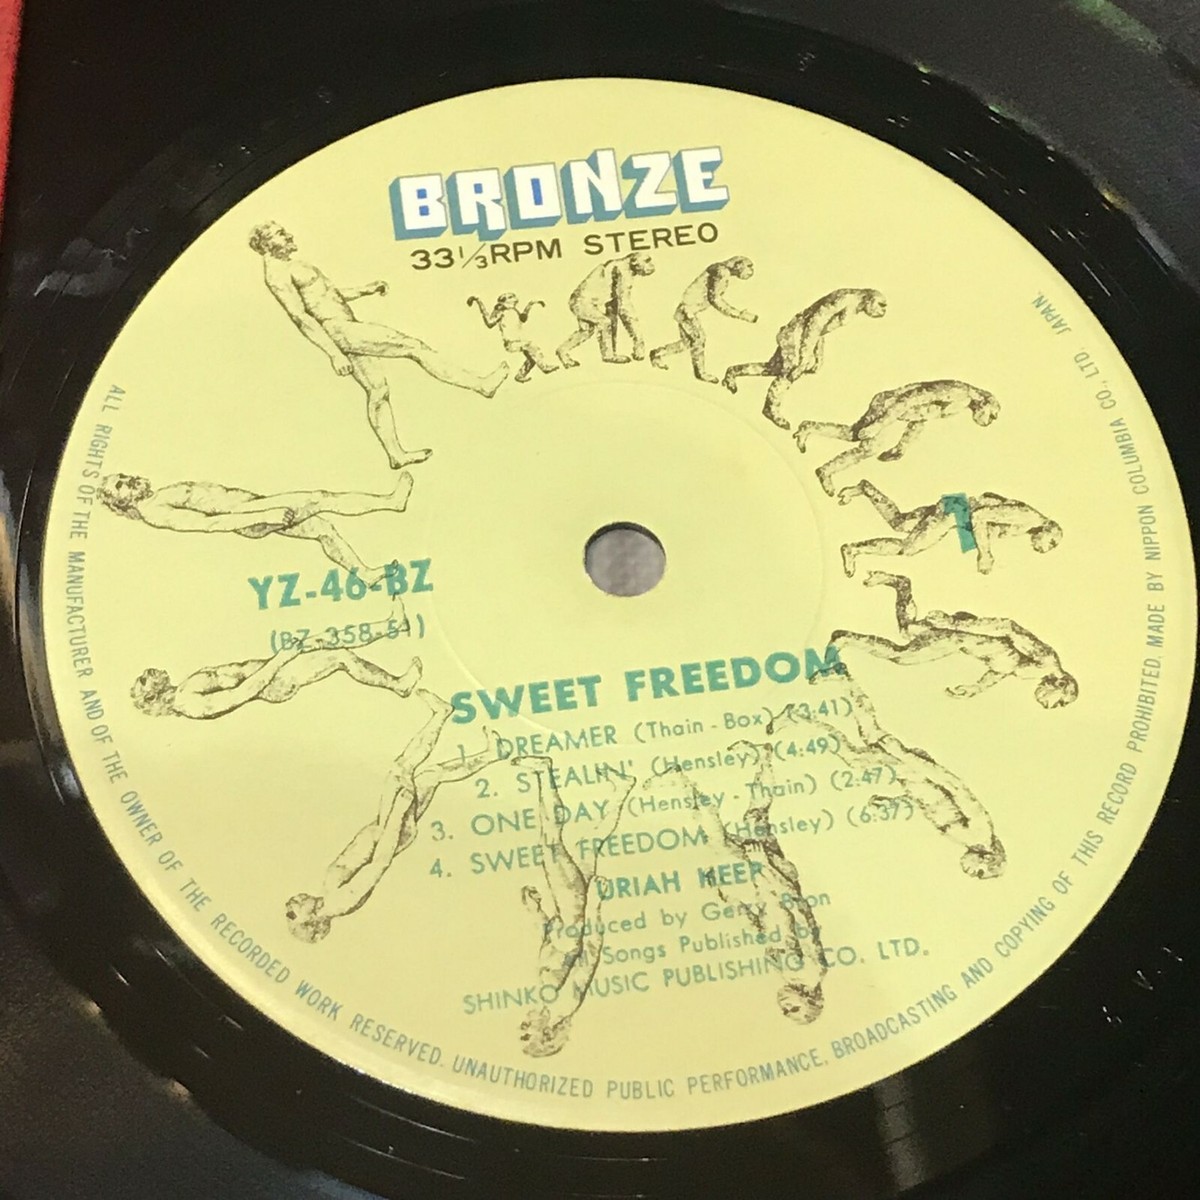 BRONZE
33 1/3 RPM STEREO
1
YZ-46-BZ
(BZ-358-51)
SWEET FREEDOM
1. DREAMER (Thain - Box) (3:41)
2. STEALIN' (Hensley) (4:49)
3. ONE DAY (Hensley - Thain) (2:47)
4. SWEET FREEDOM (Hensley) (6:37)
URIAH HEEP
Produced by Gerry Bron
All Songs Published by
SHINKO MUSIC PUBLISHING CO. LTD.
ALL RIGHTS OF THE MANUFACTURER AND OF THE OWNER OF THE RECORDED WORK RESERVED. UNAUTHORIZED PUBLIC PERFORMANCE, BROADCASTING AND COPYING OF THIS RECORD PROHIBITED. MADE BY NIPPON COLUMBIA CO., LTD. JAPAN.